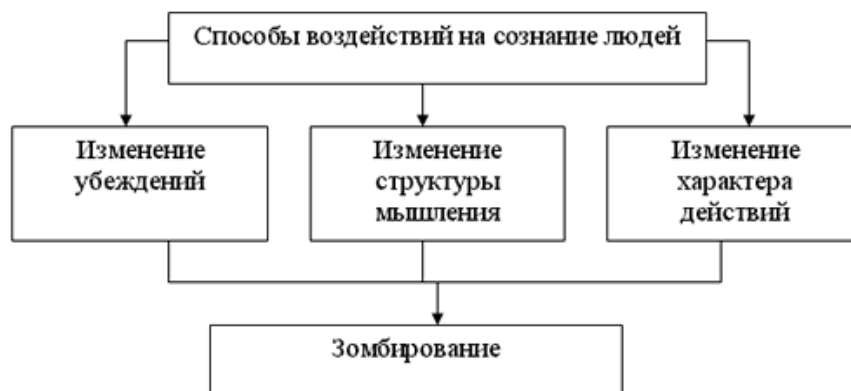 Способы воздействий на сознание людей
Изменение
убеждений
Изменение
структуры
мышления
Изменение
характера
действий
Зомбирование